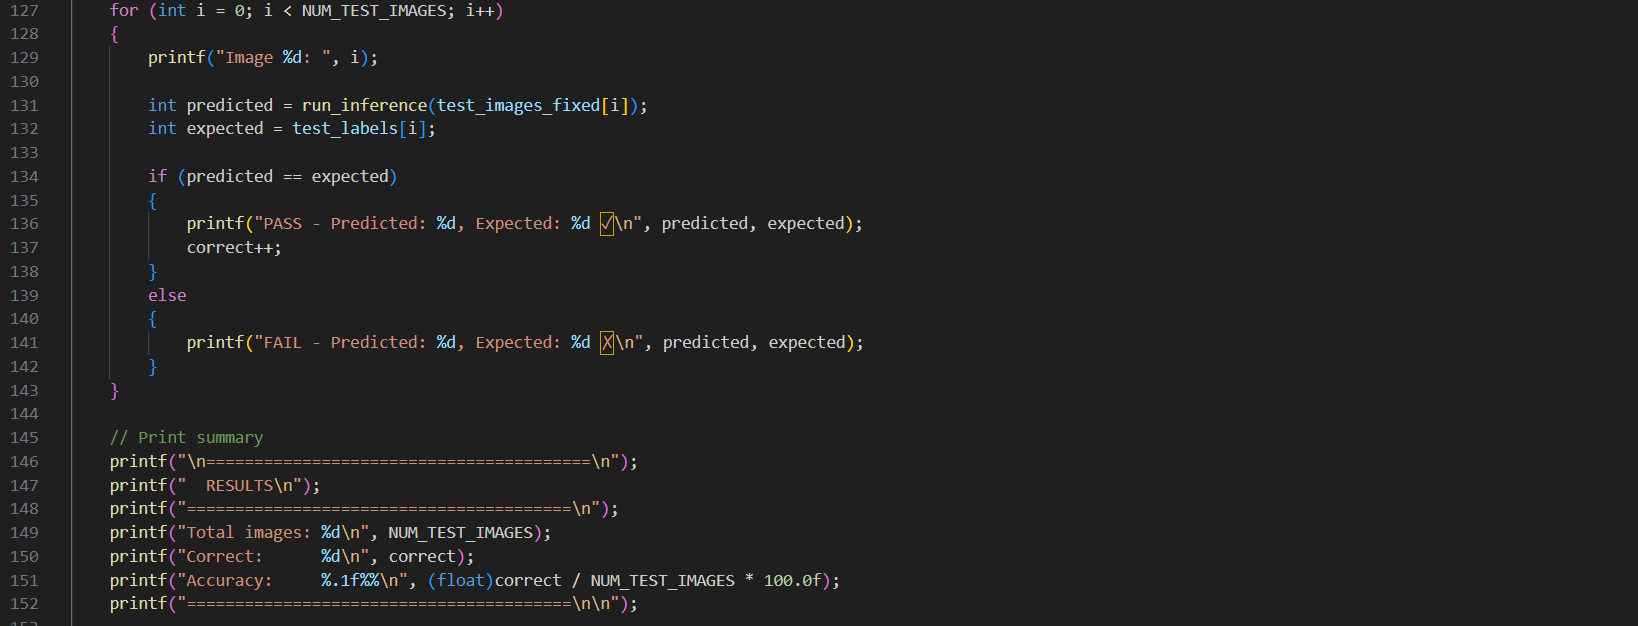 127 for (int i = 0; i < NUM_TEST_IMAGES; i++)
128 {
129     printf("Image %d: ", i);
130
131     int predicted = run_inference(test_images_fixed[i]);
132     int expected = test_labels[i];
133
134     if (predicted == expected)
135     {
136         printf("PASS - Predicted: %d, Expected: %d ✓\n", predicted, expected);
137         correct++;
138     }
139     else
140     {
141         printf("FAIL - Predicted: %d, Expected: %d ✗\n", predicted, expected);
142     }
143 }
144
145 // Print summary
146 printf("\n========================================\n");
147 printf("  RESULTS\n");
148 printf("========================================\n");
149 printf("Total images: %d\n", NUM_TEST_IMAGES);
150 printf("Correct:      %d\n", correct);
151 printf("Accuracy:     %.1f%%\n", (float)correct / NUM_TEST_IMAGES * 100.0f);
152 printf("========================================\n\n");